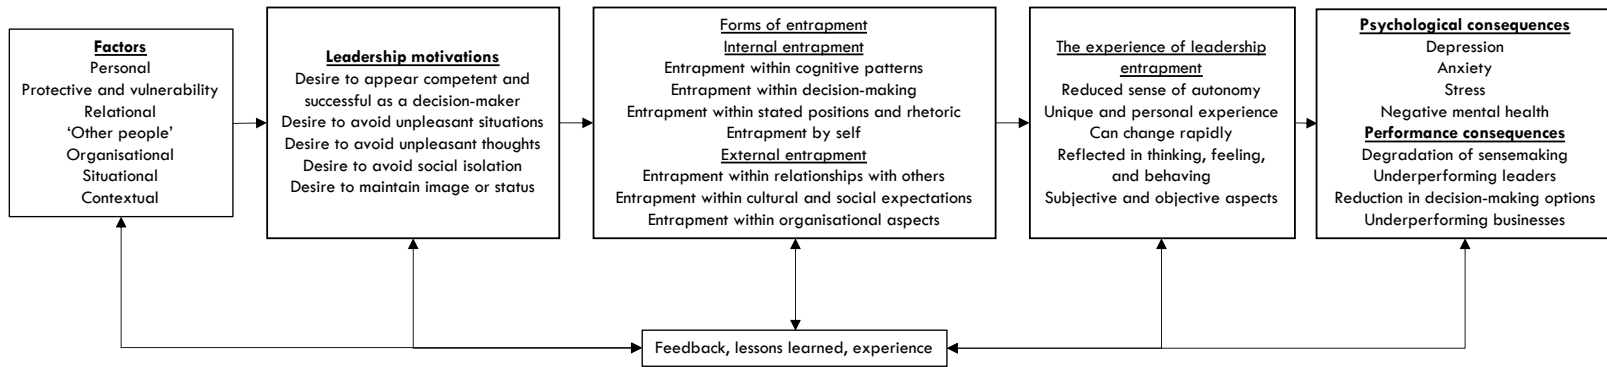 Factors
Personal
Protective and vulnerability
Relational
‘Other people’
Organisational
Situational
Contextual
Leadership motivations
Desire to appear competent and
successful as a decision-maker
Desire to avoid unpleasant situations
Desire to avoid unpleasant thoughts
Desire to avoid social isolation
Desire to maintain image or status
Forms of entrapment
Internal entrapment
Entrapment within cognitive patterns
Entrapment within decision-making
Entrapment within stated positions and rhetoric
Entrapment by self
External entrapment
Entrapment within relationships with others
Entrapment within cultural and social expectations
Entrapment within organisational aspects
The experience of leadership
entrapment
Reduced sense of autonomy
Unique and personal experience
Can change rapidly
Reflected in thinking, feeling,
and behaving
Subjective and objective aspects
Psychological consequences
Depression
Anxiety
Stress
Negative mental health
Performance consequences
Degradation of sensemaking
Underperforming leaders
Reduction in decision-making options
Underperforming businesses
Feedback, lessons learned, experience